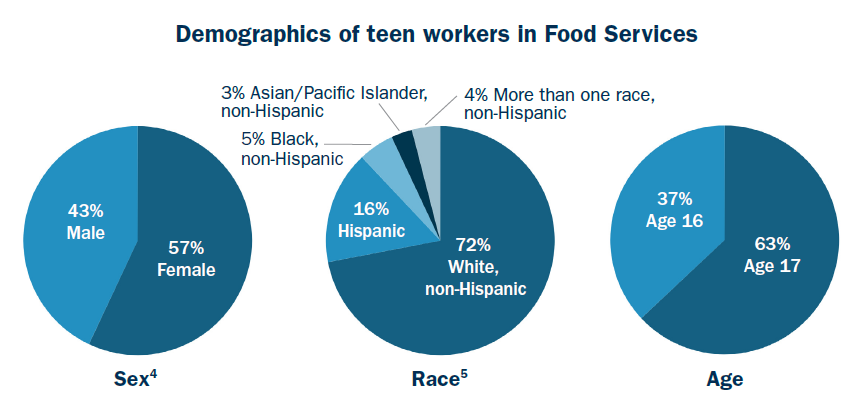 Demographics of teen workers in Food Services
3% Asian/Pacific Islander,
non-Hispanic
4% More than one race,
non-Hispanic
5% Black,
non-Hispanic
43%
Male
57%
Female
16%
Hispanic
72%
White,
non-Hispanic
37%
Age 16
63%
Age 17
Sex⁴
Race⁵
Age